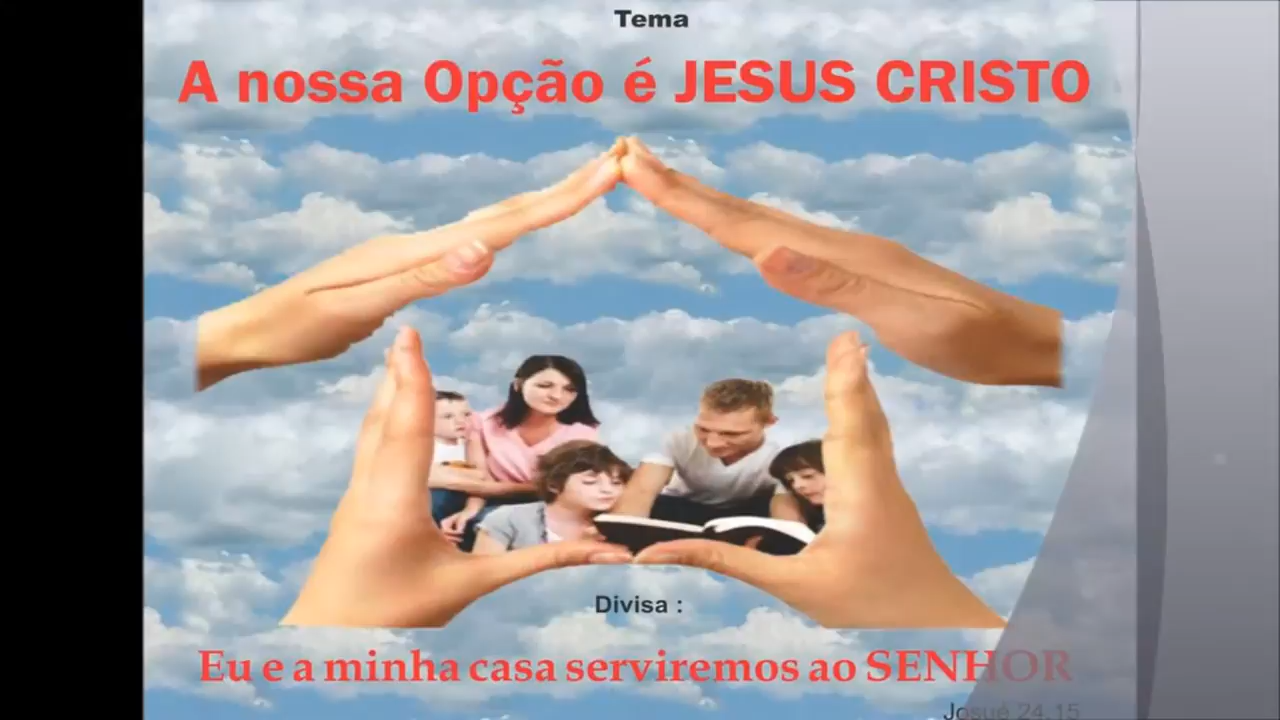 Tema
A nossa Opção é JESUS CRISTO
Divisa :
Eu e a minha casa serviremos ao SENHOR
Josué 24.15